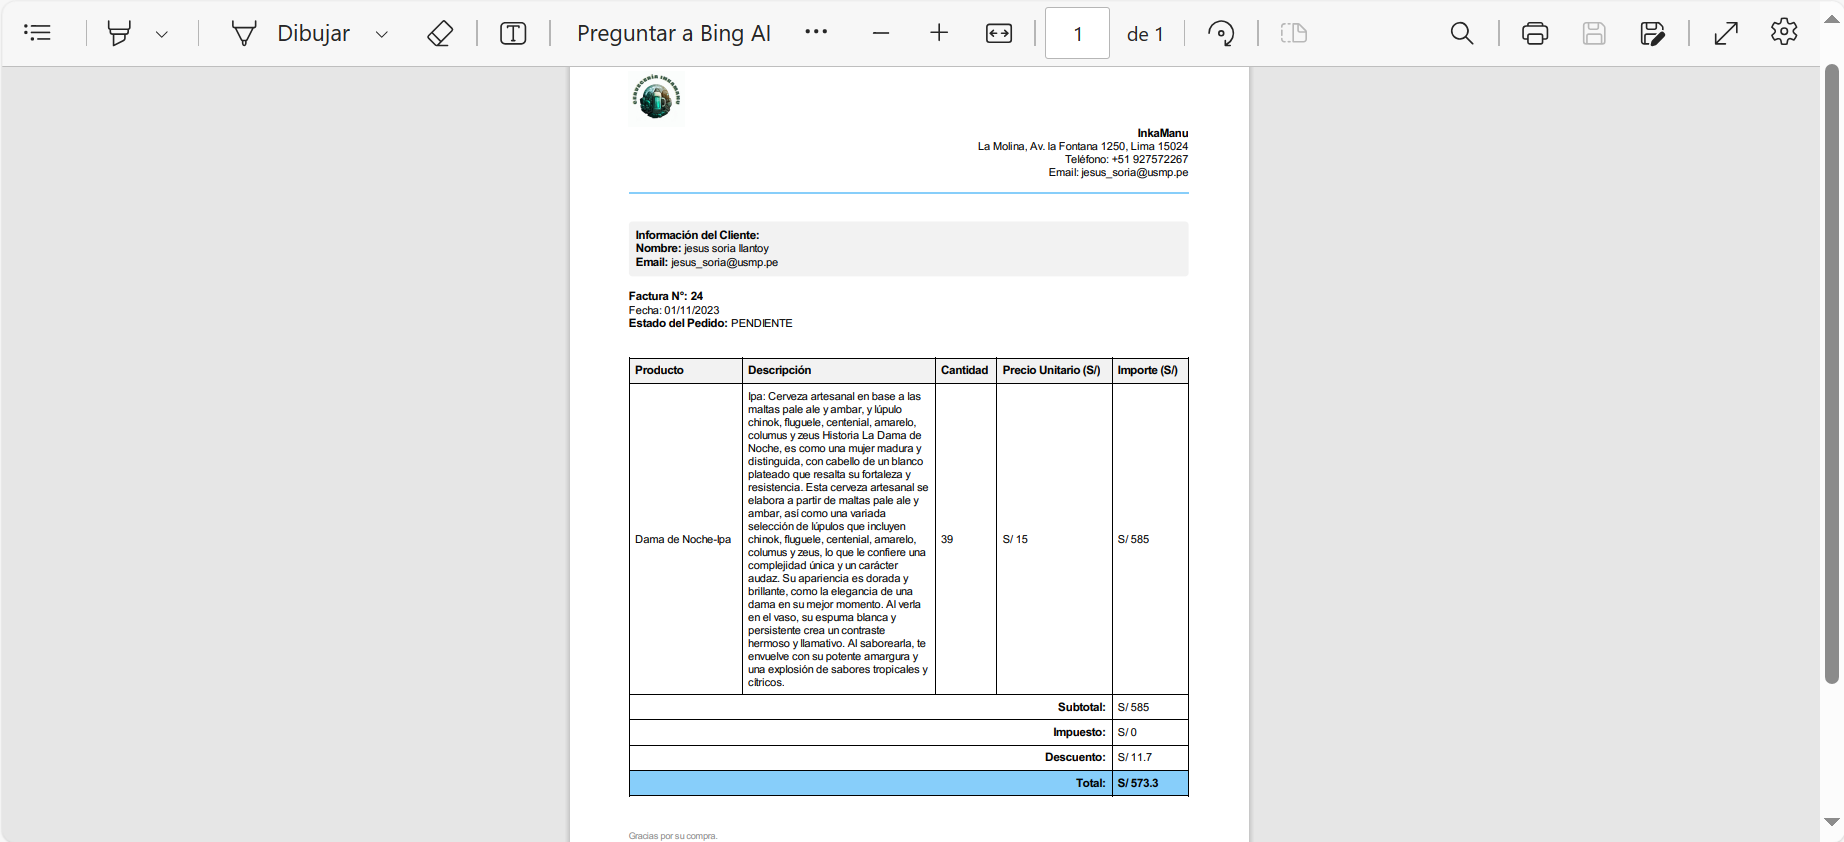 Dibujar
Preguntar a Bing AI
1 de 1
CERVECERÍA INKAMANU
InkaManu
La Molina, Av. la Fontana 1250, Lima 15024
Teléfono: +51 927572267
Email: jesus_soria@usmp.pe
Información del Cliente:
Nombre: jesus soria llantoy
Email: jesus_soria@usmp.pe
Factura N°: 24
Fecha: 01/11/2023
Estado del Pedido: PENDIENTE
Producto Descripción Cantidad Precio Unitario (S/) Importe (S/)
Ipa: Cerveza artesanal en base a las
maltas pale ale y ambar, y lúpulo
chinok, fluguele, centenial, amarelo,
columus y zeus Historia La Dama de
Noche, es como una mujer madura y
distinguida, con cabello de un blanco
plateado que resalta su fortaleza y
resistencia. Esta cerveza artesanal se
elabora a partir de maltas pale ale y
ambar, así como una variada
selección de lúpulos que incluyen
Dama de Noche-Ipa chinok, fluguele, centenial, amarelo, 39 S/ 15 S/ 585
columus y zeus, lo que le confiere una
complejidad única y un carácter
audaz. Su apariencia es dorada y
brillante, como la elegancia de una
dama en su mejor momento. Al verla
en el vaso, su espuma blanca y
persistente crea un contraste
hermoso y llamativo. Al saborearla, te
envuelve con su potente amargura y
una explosión de sabores tropicales y
cítricos.
Subtotal: S/ 585
Impuesto: S/ 0
Descuento: S/ 11.7
Total: S/ 573.3
Gracias por su compra.